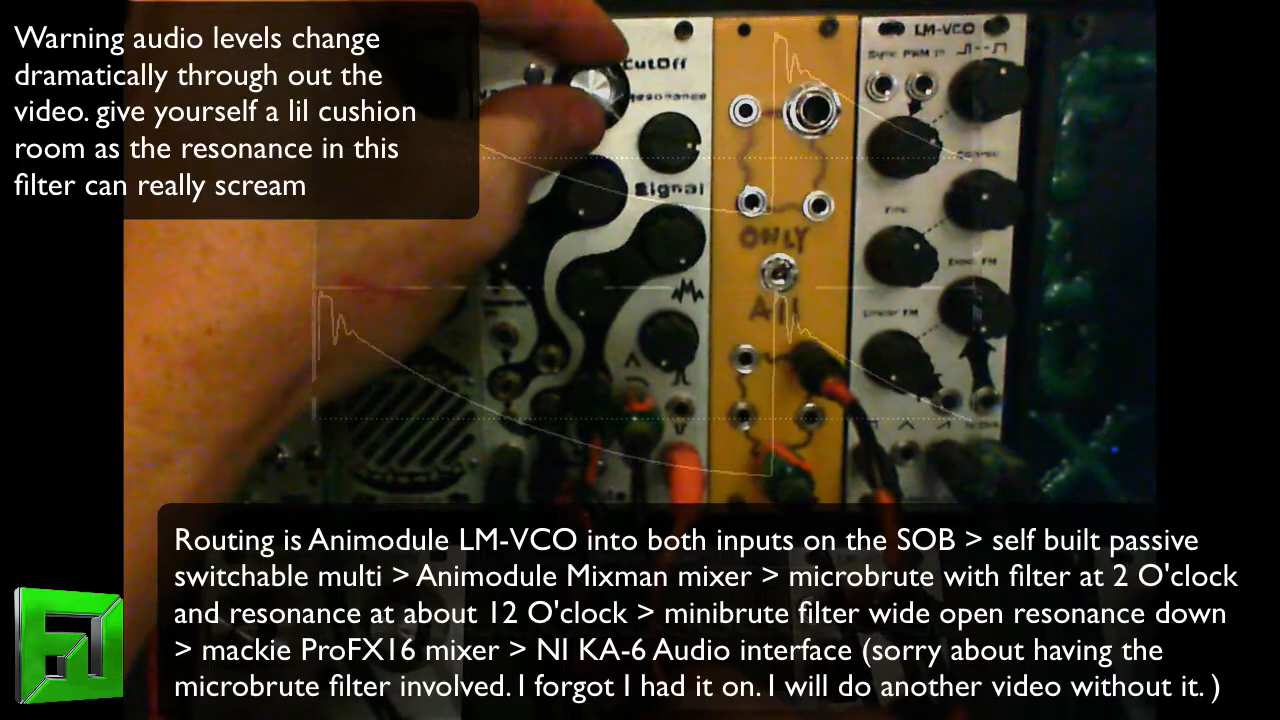 Warning audio levels change
dramatically through out the
video. give yourself a lil cushion
room as the resonance in this
filter can really scream
CutOff
Resonance
Signal
ONLY
All
LM-VCO
Sync PWM In
Coarse
Fine
Expo FM
Linear FM
Routing is Animodule LM-VCO into both inputs on the SOB > self built passive
switchable multi > Animodule Mixman mixer > microbrute with filter at 2 O'clock
and resonance at about 12 O'clock > minibrute filter wide open resonance down
> mackie ProFX16 mixer > NI KA-6 Audio interface (sorry about having the
microbrute filter involved. I forgot I had it on. I will do another video without it. )